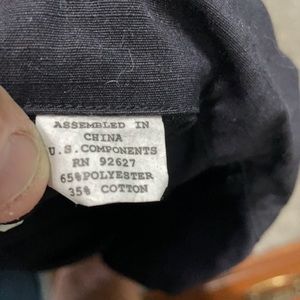 ASSEMBLED IN
CHINA
U.S.COMPONENTS
RN 92627
65%POLYESTER
35% COTTON